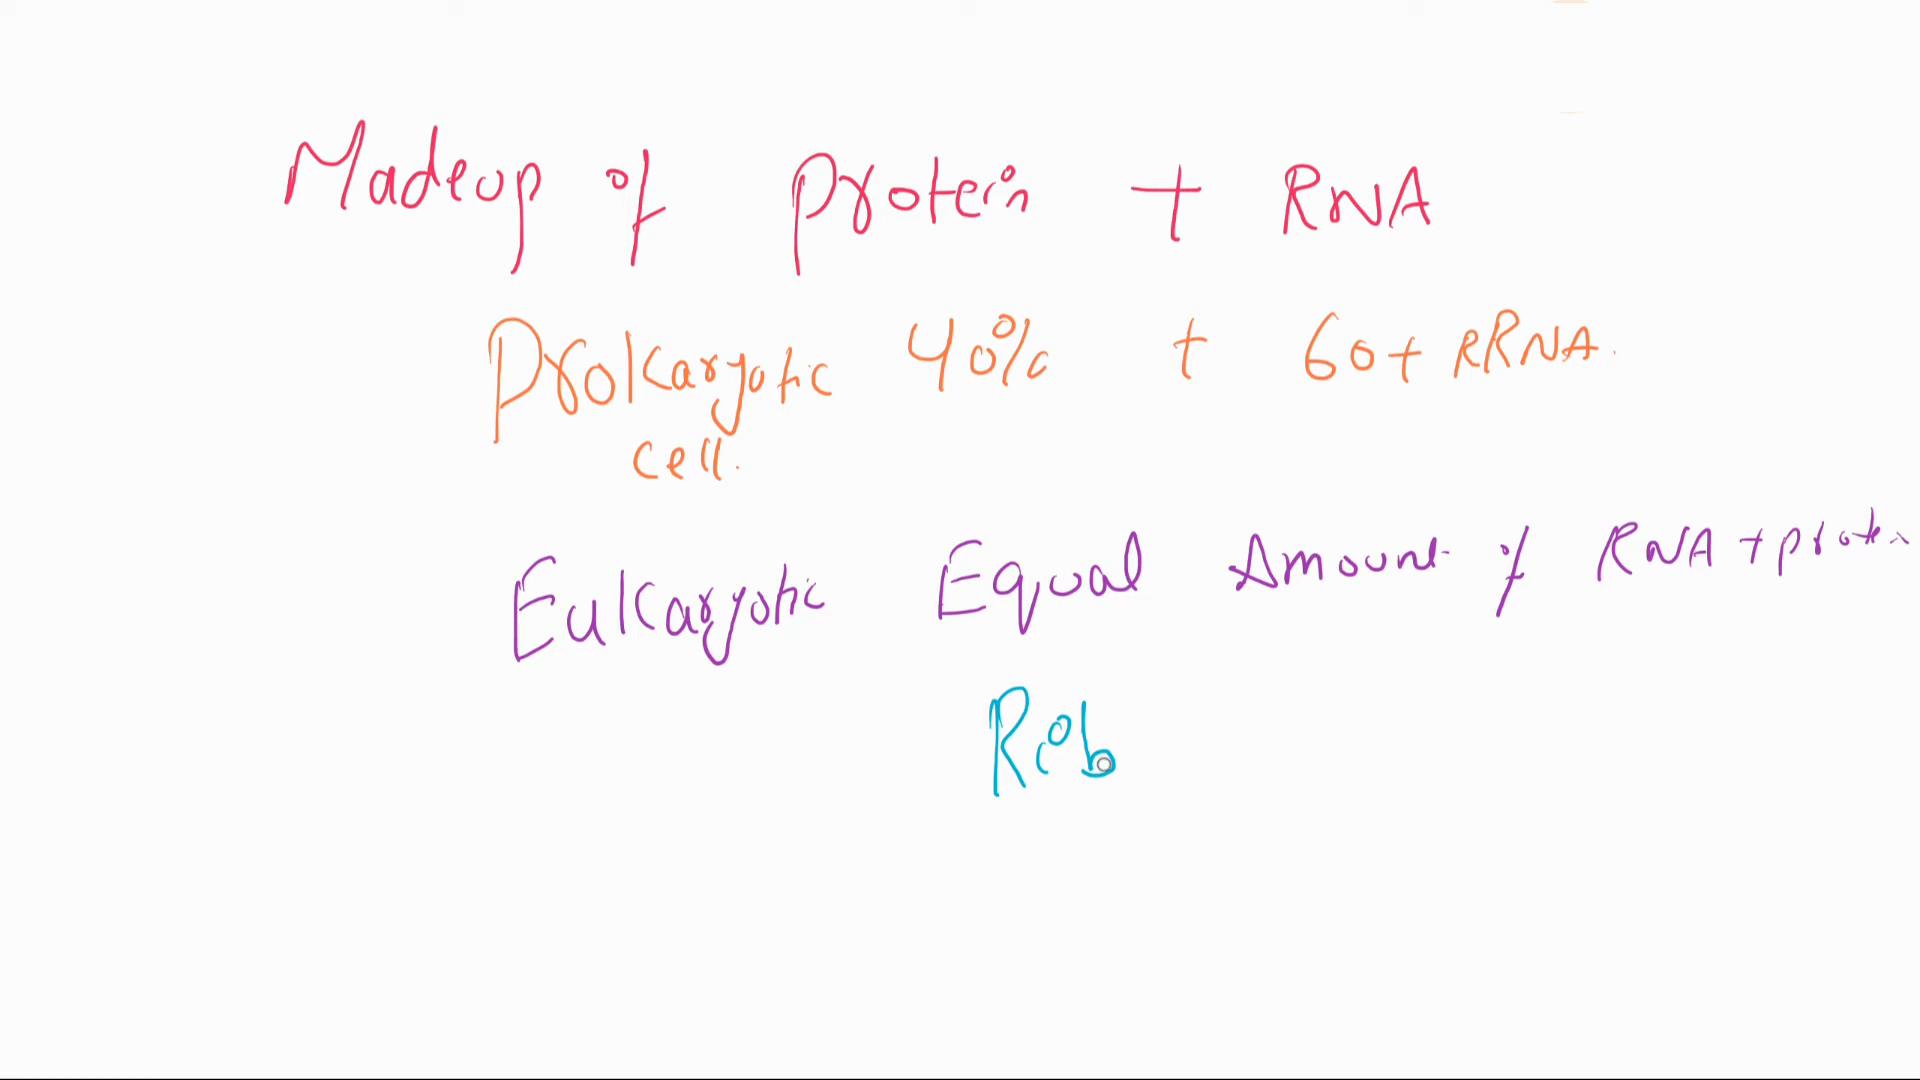 Madeup of protein + RNA
Prokaryotic 40% + 60+ rRNA.
cell.
Eukaryotic Equal Amount of RNA + protein
Rib